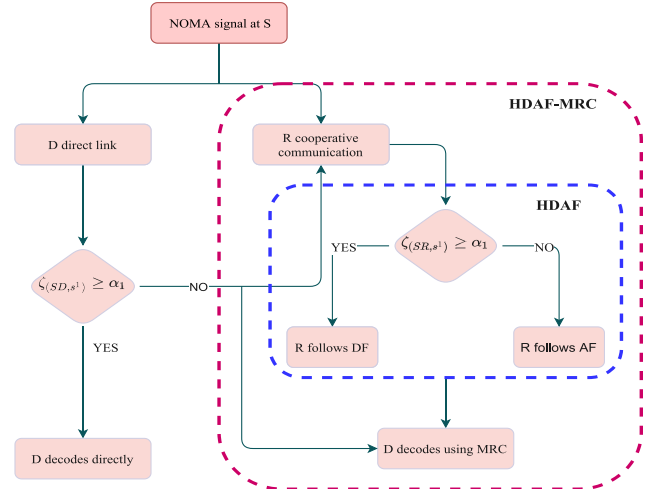 NOMA signal at S
HDAF-MRC
D direct link
R cooperative
communication
HDAF
ζ(SD,s¹) ≥ α₁
NO
YES
ζ(SR,s¹) ≥ α₁
NO
YES
R follows DF
R follows AF
D decodes directly
D decodes using MRC